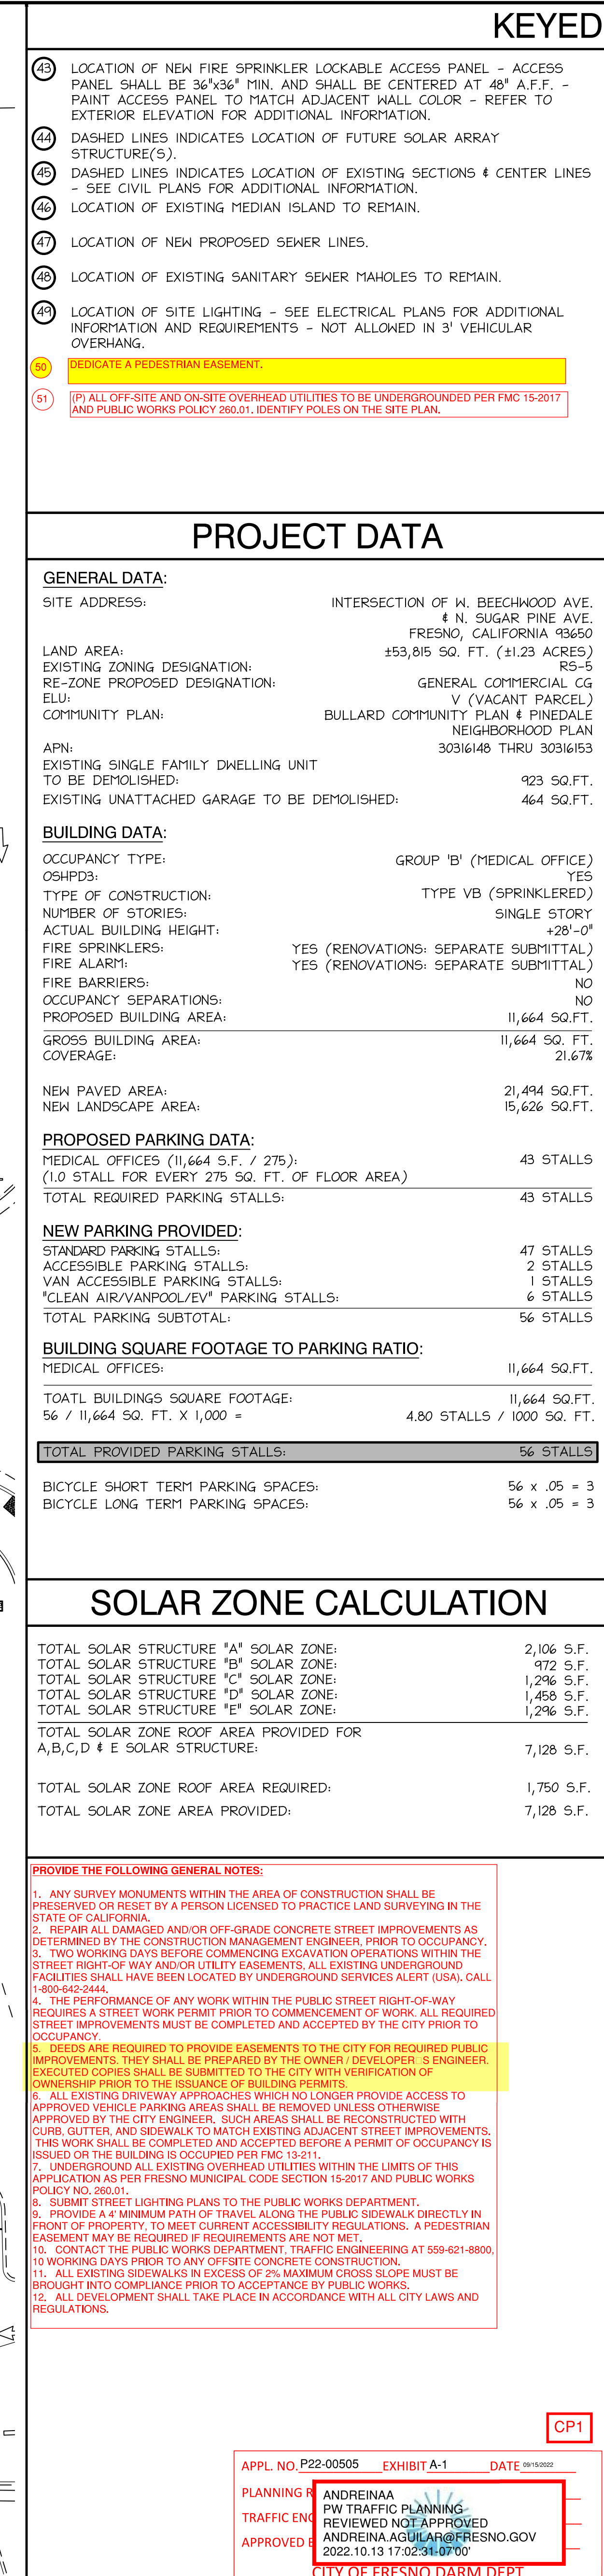 KEYED
43 LOCATION OF NEW FIRE SPRINKLER LOCKABLE ACCESS PANEL - ACCESS
PANEL SHALL BE 36"x36" MIN. AND SHALL BE CENTERED AT 48" A.F.F. -
PAINT ACCESS PANEL TO MATCH ADJACENT WALL COLOR - REFER TO
EXTERIOR ELEVATION FOR ADDITIONAL INFORMATION.
44 DASHED LINES INDICATES LOCATION OF FUTURE SOLAR ARRAY
STRUCTURE(S).
45 DASHED LINES INDICATES LOCATION OF EXISTING SECTIONS & CENTER LINES
- SEE CIVIL PLANS FOR ADDITIONAL INFORMATION.
46 LOCATION OF EXISTING MEDIAN ISLAND TO REMAIN.
47 LOCATION OF NEW PROPOSED SEWER LINES.
48 LOCATION OF EXISTING SANITARY SEWER MAHOLES TO REMAIN.
49 LOCATION OF SITE LIGHTING - SEE ELECTRICAL PLANS FOR ADDITIONAL
INFORMATION AND REQUIREMENTS - NOT ALLOWED IN 3' VEHICULAR
OVERHANG.
50 DEDICATE A PEDESTRIAN EASEMENT.
51 (P) ALL OFF-SITE AND ON-SITE OVERHEAD UTILITIES TO BE UNDERGROUNDED PER FMC 15-2017
AND PUBLIC WORKS POLICY 260.01. IDENTIFY POLES ON THE SITE PLAN.
PROJECT DATA
GENERAL DATA:
SITE ADDRESS: INTERSECTION OF W. BEECHWOOD AVE.
& N. SUGAR PINE AVE.
FRESNO, CALIFORNIA 93650
LAND AREA: ±53,815 SQ. FT. (±1.23 ACRES)
EXISTING ZONING DESIGNATION: RS-5
RE-ZONE PROPOSED DESIGNATION: GENERAL COMMERCIAL CG
ELU: V (VACANT PARCEL)
COMMUNITY PLAN: BULLARD COMMUNITY PLAN & PINEDALE
NEIGHBORHOOD PLAN
APN: 30316148 THRU 30316153
EXISTING SINGLE FAMILY DWELLING UNIT
TO BE DEMOLISHED: 923 SQ.FT.
EXISTING UNATTACHED GARAGE TO BE DEMOLISHED: 464 SQ.FT.
BUILDING DATA:
OCCUPANCY TYPE: GROUP 'B' (MEDICAL OFFICE)
OSHPD3: YES
TYPE OF CONSTRUCTION: TYPE VB (SPRINKLERED)
NUMBER OF STORIES: SINGLE STORY
ACTUAL BUILDING HEIGHT: +28'-0"
FIRE SPRINKLERS: YES (RENOVATIONS: SEPARATE SUBMITTAL)
FIRE ALARM: YES (RENOVATIONS: SEPARATE SUBMITTAL)
FIRE BARRIERS: NO
OCCUPANCY SEPARATIONS: NO
PROPOSED BUILDING AREA: 11,664 SQ.FT.
GROSS BUILDING AREA: 11,664 SQ. FT.
COVERAGE: 21.67%
NEW PAVED AREA: 21,494 SQ.FT.
NEW LANDSCAPE AREA: 15,626 SQ.FT.
PROPOSED PARKING DATA:
MEDICAL OFFICES (11,664 S.F. / 275): 43 STALLS
(1.0 STALL FOR EVERY 275 SQ. FT. OF FLOOR AREA)
TOTAL REQUIRED PARKING STALLS: 43 STALLS
NEW PARKING PROVIDED:
STANDARD PARKING STALLS: 47 STALLS
ACCESSIBLE PARKING STALLS: 2 STALLS
VAN ACCESSIBLE PARKING STALLS: 1 STALLS
"CLEAN AIR/VANPOOL/EV" PARKING STALLS: 6 STALLS
TOTAL PARKING SUBTOTAL: 56 STALLS
BUILDING SQUARE FOOTAGE TO PARKING RATIO:
MEDICAL OFFICES: 11,664 SQ.FT.
TOATL BUILDINGS SQUARE FOOTAGE: 11,664 SQ.FT.
56 / 11,664 SQ. FT. X 1,000 = 4.80 STALLS / 1000 SQ. FT.
TOTAL PROVIDED PARKING STALLS: 56 STALLS
BICYCLE SHORT TERM PARKING SPACES: 56 x .05 = 3
BICYCLE LONG TERM PARKING SPACES: 56 x .05 = 3
SOLAR ZONE CALCULATION
TOTAL SOLAR STRUCTURE "A" SOLAR ZONE: 2,106 S.F.
TOTAL SOLAR STRUCTURE "B" SOLAR ZONE: 972 S.F.
TOTAL SOLAR STRUCTURE "C" SOLAR ZONE: 1,296 S.F.
TOTAL SOLAR STRUCTURE "D" SOLAR ZONE: 1,458 S.F.
TOTAL SOLAR STRUCTURE "E" SOLAR ZONE: 1,296 S.F.
TOTAL SOLAR ZONE ROOF AREA PROVIDED FOR
A,B,C,D & E SOLAR STRUCTURE: 7,128 S.F.
TOTAL SOLAR ZONE ROOF AREA REQUIRED: 1,750 S.F.
TOTAL SOLAR ZONE AREA PROVIDED: 7,128 S.F.
PROVIDE THE FOLLOWING GENERAL NOTES:
1. ANY SURVEY MONUMENTS WITHIN THE AREA OF CONSTRUCTION SHALL BE
PRESERVED OR RESET BY A PERSON LICENSED TO PRACTICE LAND SURVEYING IN THE
STATE OF CALIFORNIA.
2. REPAIR ALL DAMAGED AND/OR OFF-GRADE CONCRETE STREET IMPROVEMENTS AS
DETERMINED BY THE CONSTRUCTION MANAGEMENT ENGINEER, PRIOR TO OCCUPANCY.
3. TWO WORKING DAYS BEFORE COMMENCING EXCAVATION OPERATIONS WITHIN THE
STREET RIGHT-OF WAY AND/OR UTILITY EASEMENTS, ALL EXISTING UNDERGROUND
FACILITIES SHALL HAVE BEEN LOCATED BY UNDERGROUND SERVICES ALERT (USA). CALL
1-800-642-2444.
4. THE PERFORMANCE OF ANY WORK WITHIN THE PUBLIC STREET RIGHT-OF-WAY
REQUIRES A STREET WORK PERMIT PRIOR TO COMMENCEMENT OF WORK. ALL REQUIRED
STREET IMPROVEMENTS MUST BE COMPLETED AND ACCEPTED BY THE CITY PRIOR TO
OCCUPANCY.
5. DEEDS ARE REQUIRED TO PROVIDE EASEMENTS TO THE CITY FOR REQUIRED PUBLIC
IMPROVEMENTS. THEY SHALL BE PREPARED BY THE OWNER / DEVELOPER□S ENGINEER.
EXECUTED COPIES SHALL BE SUBMITTED TO THE CITY WITH VERIFICATION OF
OWNERSHIP PRIOR TO THE ISSUANCE OF BUILDING PERMITS.
6. ALL EXISTING DRIVEWAY APPROACHES WHICH NO LONGER PROVIDE ACCESS TO
APPROVED VEHICLE PARKING AREAS SHALL BE REMOVED UNLESS OTHERWISE
APPROVED BY THE CITY ENGINEER. SUCH AREAS SHALL BE RECONSTRUCTED WITH
CURB, GUTTER, AND SIDEWALK TO MATCH EXISTING ADJACENT STREET IMPROVEMENTS.
THIS WORK SHALL BE COMPLETED AND ACCEPTED BEFORE A PERMIT OF OCCUPANCY IS
ISSUED OR THE BUILDING IS OCCUPIED PER FMC 13-211.
7. UNDERGROUND ALL EXISTING OVERHEAD UTILITIES WITHIN THE LIMITS OF THIS
APPLICATION AS PER FRESNO MUNICIPAL CODE SECTION 15-2017 AND PUBLIC WORKS
POLICY NO. 260.01.
8. SUBMIT STREET LIGHTING PLANS TO THE PUBLIC WORKS DEPARTMENT.
9. PROVIDE A 4' MINIMUM PATH OF TRAVEL ALONG THE PUBLIC SIDEWALK DIRECTLY IN
FRONT OF PROPERTY, TO MEET CURRENT ACCESSIBILITY REGULATIONS. A PEDESTRIAN
EASEMENT MAY BE REQUIRED IF REQUIREMENTS ARE NOT MET.
10. CONTACT THE PUBLIC WORKS DEPARTMENT, TRAFFIC ENGINEERING AT 559-621-8800,
10 WORKING DAYS PRIOR TO ANY OFFSITE CONCRETE CONSTRUCTION.
11. ALL EXISTING SIDEWALKS IN EXCESS OF 2% MAXIMUM CROSS SLOPE MUST BE
BROUGHT INTO COMPLIANCE PRIOR TO ACCEPTANCE BY PUBLIC WORKS.
12. ALL DEVELOPMENT SHALL TAKE PLACE IN ACCORDANCE WITH ALL CITY LAWS AND
REGULATIONS.
CP1
APPL. NO. P22-00505 EXHIBIT A-1 DATE 09/15/2022
PLANNING R
TRAFFIC ENG
APPROVED B
ANDREINAA
PW TRAFFIC PLANNING
REVIEWED NOT APPROVED
ANDREINA.AGUILAR@FRESNO.GOV
2022.10.13 17:02:31-07'00'
CITY OF FRESNO DARM DEPT